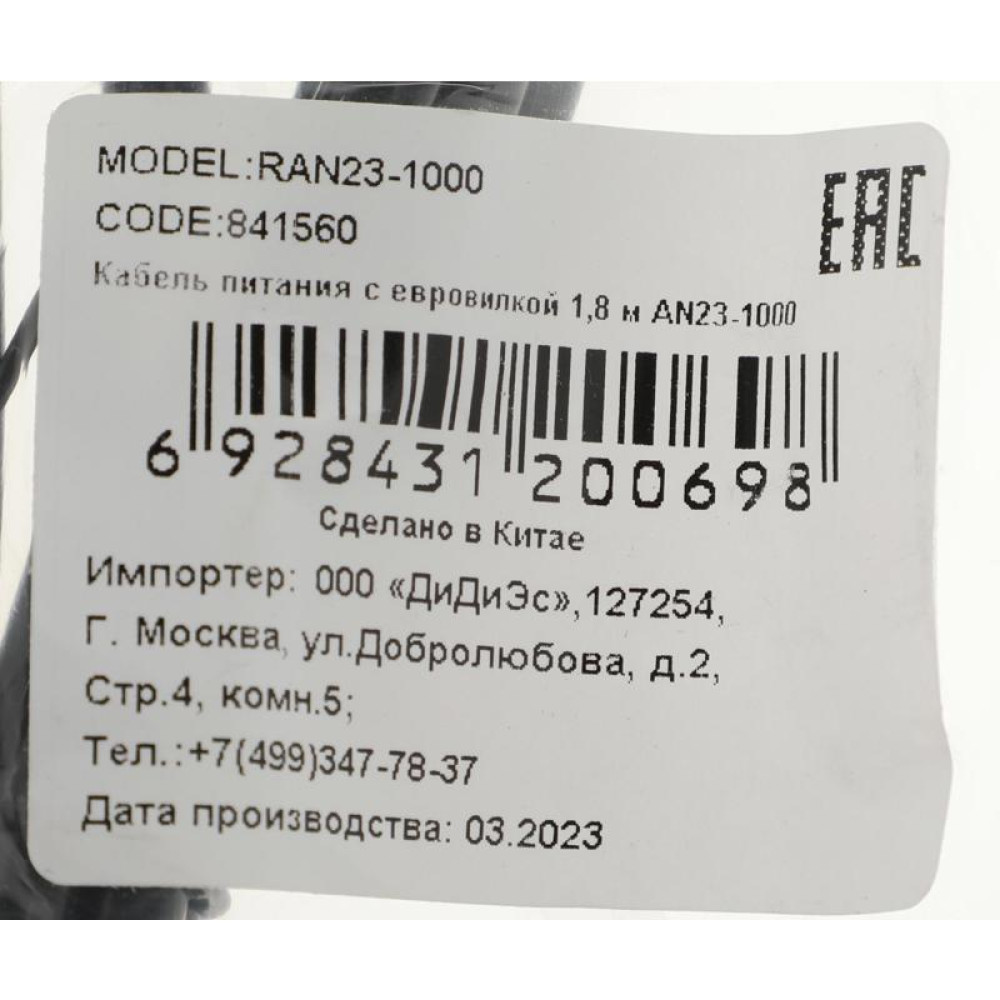 MODEL:RAN23-1000
EAC
CODE:841560
Кабель питания с евровилкой 1,8 м AN23-1000
6 928431 200698
Сделано в Китае
Импортер: ООО «ДиДиЭс»,127254,
Г. Москва, ул.Добролюбова, д.2,
Стр.4, комн.5;
Тел.:+7(499)347-78-37
Дата производства: 03.2023